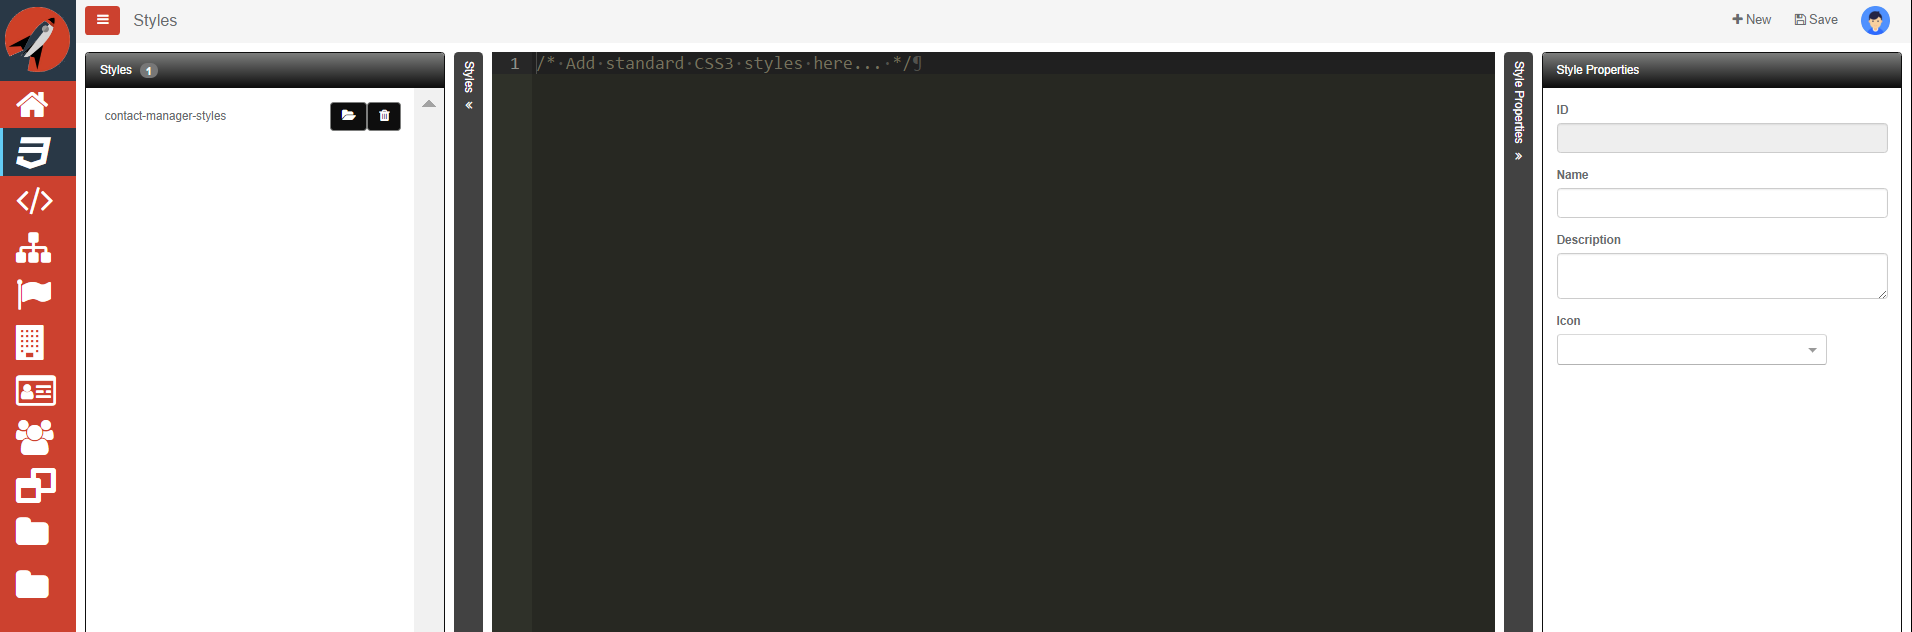 Styles
New
Save
Styles 1
contact-manager-styles
Styles
1
/* Add standard CSS3 styles here... */¶
Style Properties
Style Properties
ID
Name
Description
Icon